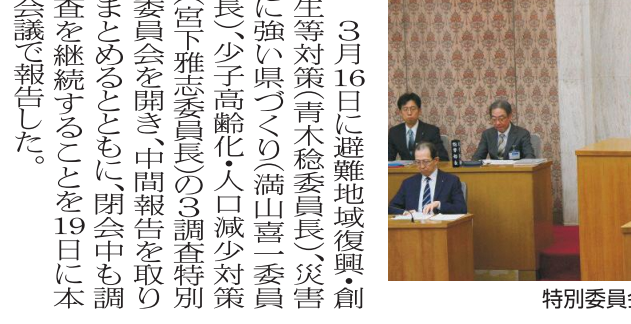 ３月16日に避難地域復興・創
生等対策(青木稔委員長)、災害
に強い県づくり(満山喜一委員
長)、少子高齢化・人口減少対策
(宮下雅志委員長)の３調査特別
委員会を開き、中間報告を取り
まとめるとともに、閉会中も調
査を継続することを19日に本
会議で報告した。
特別委員会